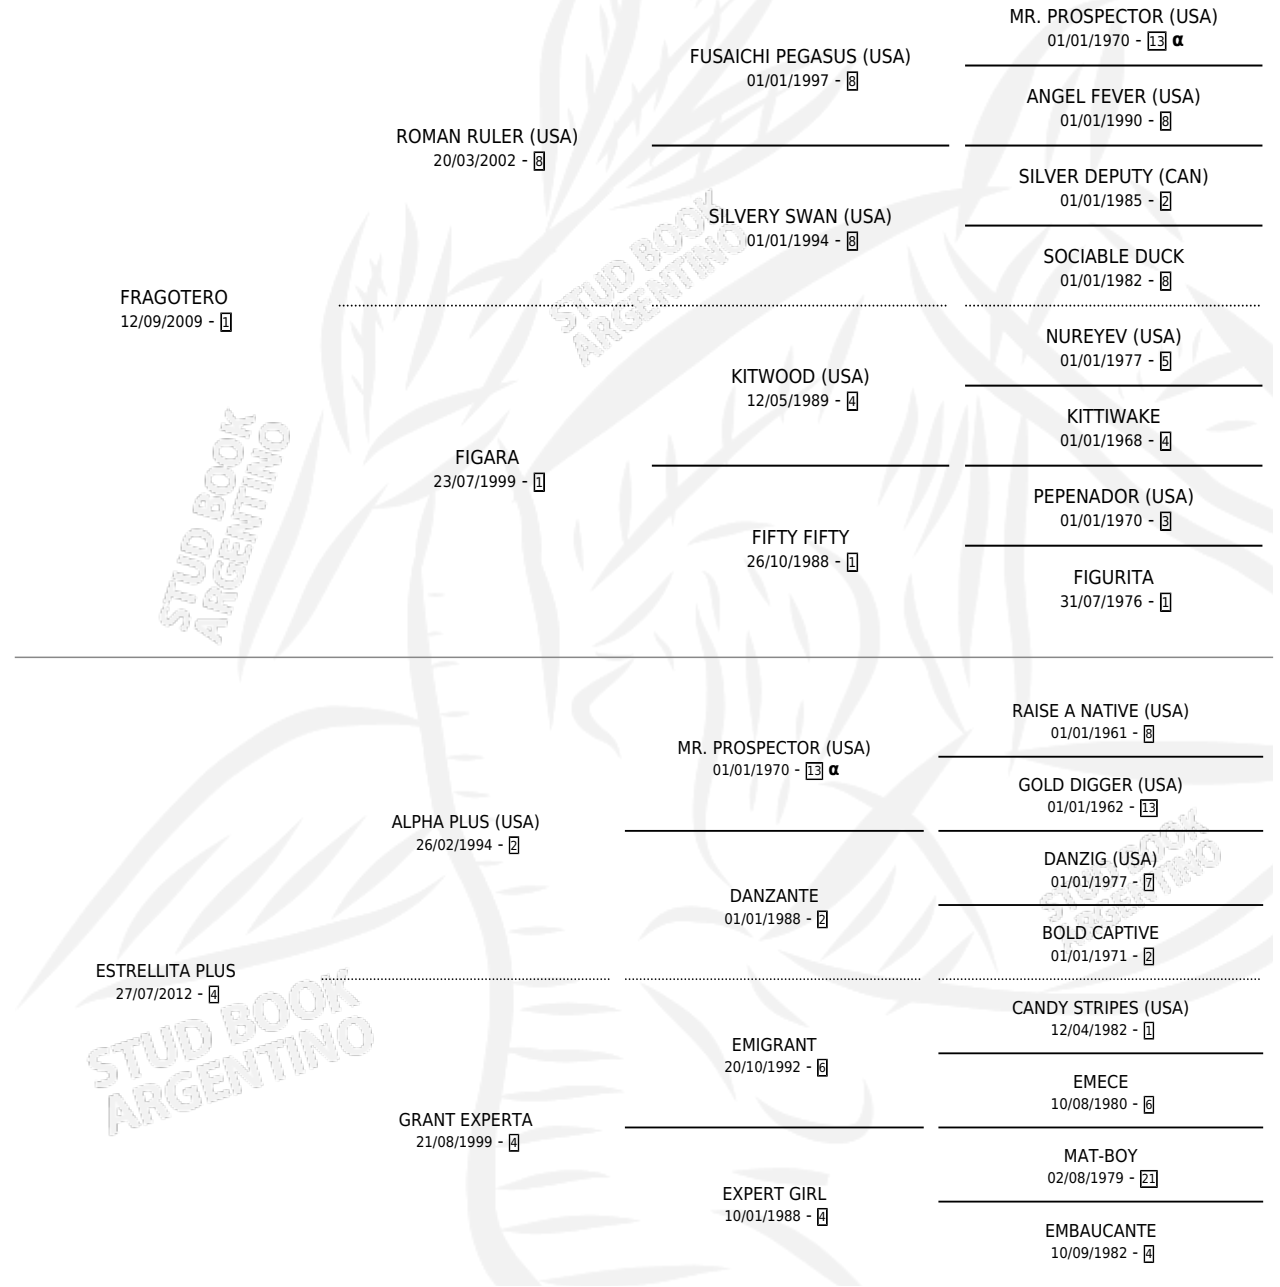 MR. PROSPECTOR (USA)
01/01/1970 - 13 α
FUSAICHI PEGASUS (USA)
01/01/1997 - 8
ANGEL FEVER (USA)
01/01/1990 - 8
ROMAN RULER (USA)
20/03/2002 - 8
SILVER DEPUTY (CAN)
01/01/1985 - 2
SILVERY SWAN (USA)
01/01/1994 - 8
SOCIABLE DUCK
01/01/1982 - 8
FRAGOTERO
12/09/2009 - 1
NUREYEV (USA)
01/01/1977 - 5
KITWOOD (USA)
12/05/1989 - 4
KITTIWAKE
01/01/1968 - 4
FIGARA
23/07/1999 - 1
PEPENADOR (USA)
01/01/1970 - 3
FIFTY FIFTY
26/10/1988 - 1
FIGURITA
31/07/1976 - 1
STUD BOOK
ARGENTINO
STUD BOOK
ARGENTINO
RAISE A NATIVE (USA)
01/01/1961 - 8
MR. PROSPECTOR (USA)
01/01/1970 - 13 α
GOLD DIGGER (USA)
01/01/1962 - 13
ALPHA PLUS (USA)
26/02/1994 - 2
DANZIG (USA)
01/01/1977 - 7
DANZANTE
01/01/1988 - 2
BOLD CAPTIVE
01/01/1971 - 2
ESTRELLITA PLUS
27/07/2012 - 4
CANDY STRIPES (USA)
12/04/1982 - 1
EMIGRANT
20/10/1992 - 6
EMECE
10/08/1980 - 6
GRANT EXPERTA
21/08/1999 - 4
MAT-BOY
02/08/1979 - 21
EXPERT GIRL
10/01/1988 - 4
EMBAUCANTE
10/09/1982 - 4
STUD BOOK
ARGENTINO
STUD BOOK
ARGENTINO